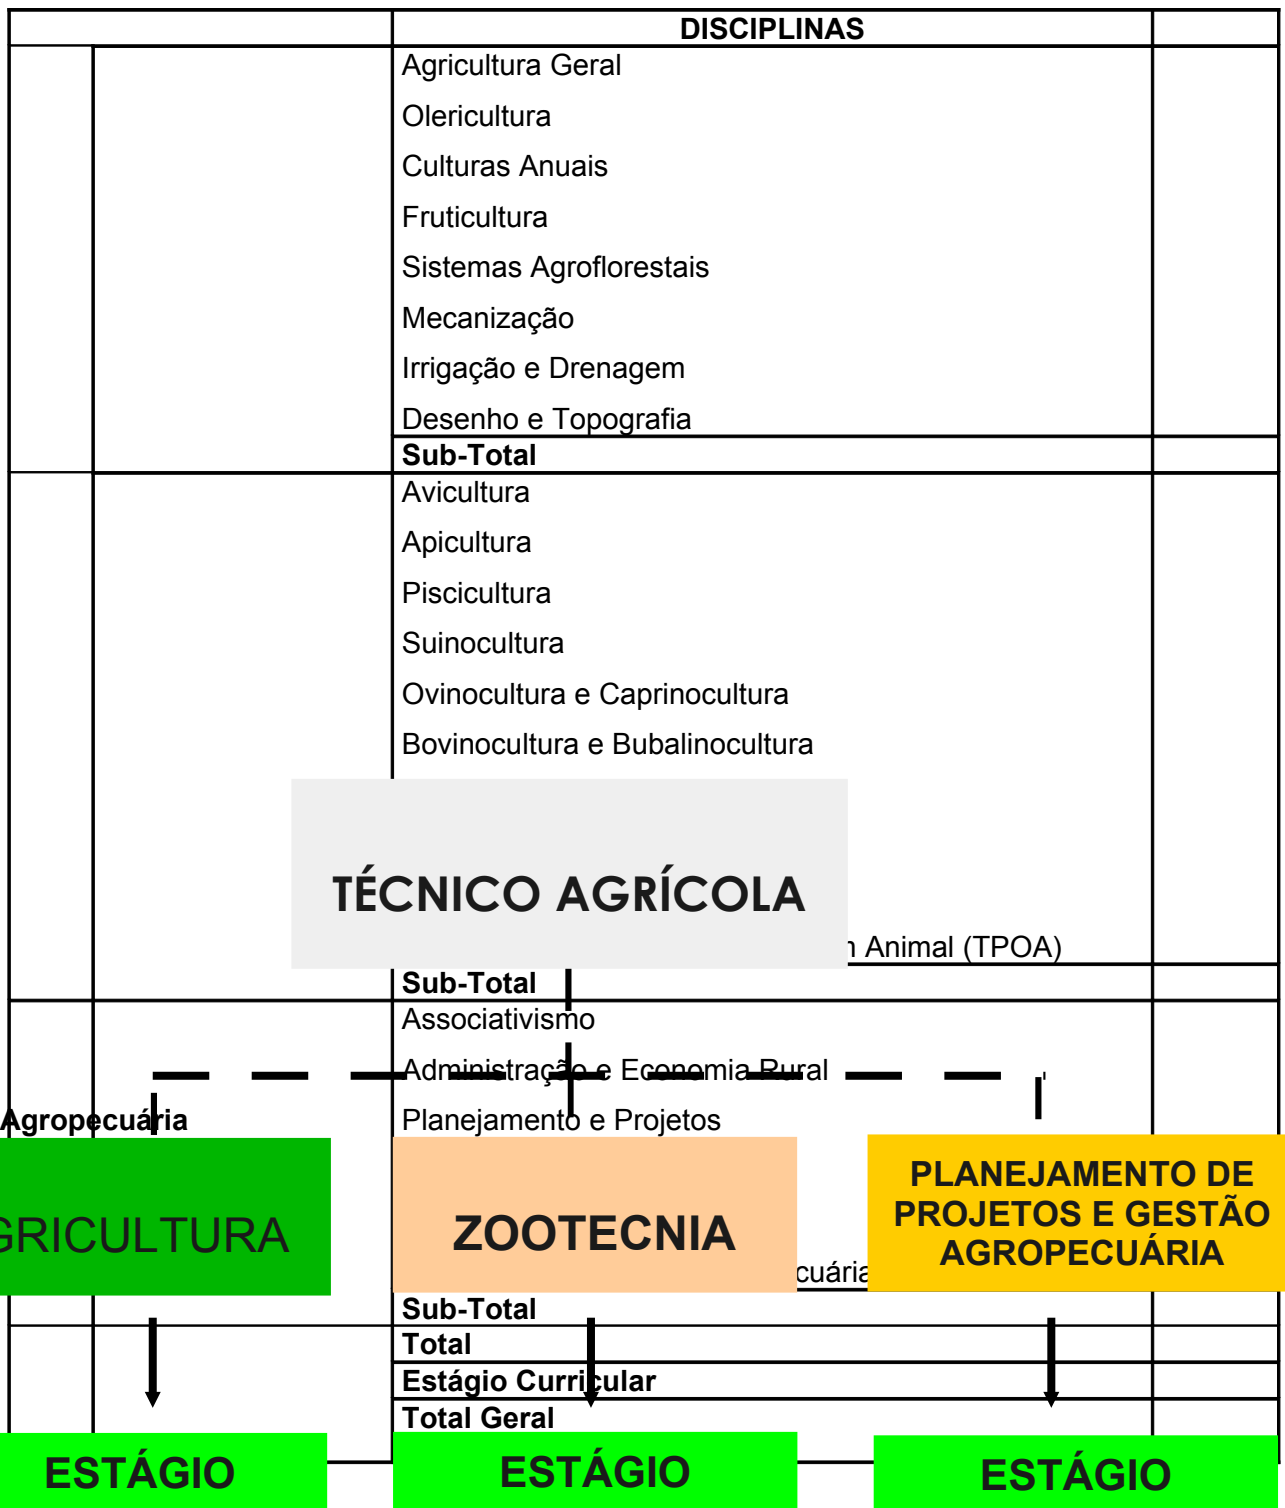 DISCIPLINAS
Agricultura Geral
Olericultura
Culturas Anuais
Fruticultura
Sistemas Agroflorestais
Mecanização
Irrigação e Drenagem
Desenho e Topografia
Sub-Total
Avicultura
Apicultura
Piscicultura
Suinocultura
Ovinocultura e Caprinocultura
Bovinocultura e Bubalinocultura
TÉCNICO AGRÍCOLA
Animal (TPOA)
Sub-Total
Associativismo
Administração e Economia Rural
Agropecuária
Planejamento e Projetos
GRICULTURA
ZOOTECNIA
PLANEJAMENTO DE
PROJETOS E GESTÃO
AGROPECUÁRIA
cuária
Sub-Total
Total
Estágio Curricular
Total Geral
ESTÁGIO
ESTÁGIO
ESTÁGIO